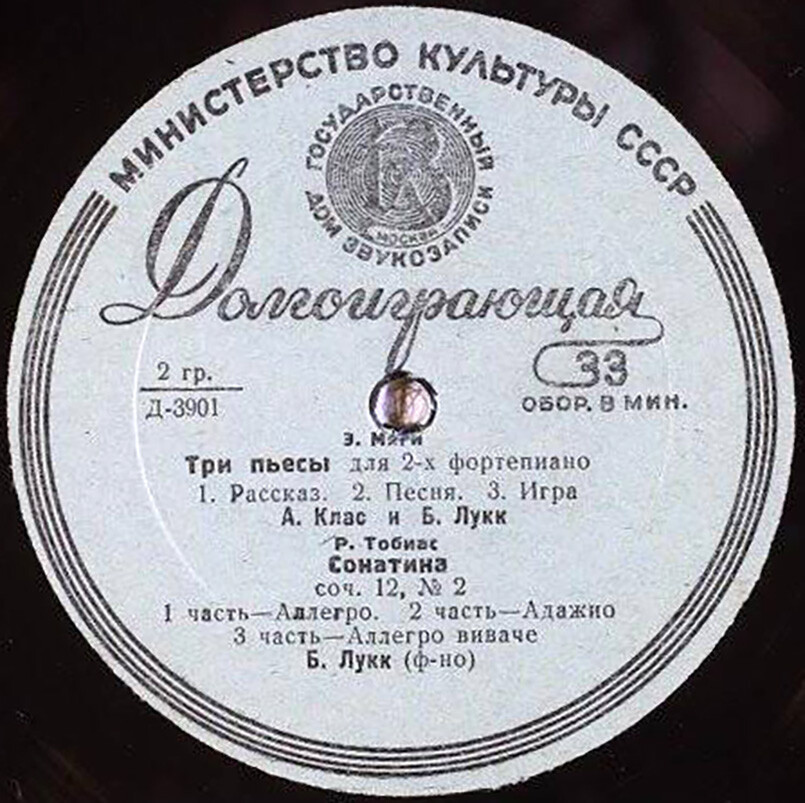 МИНИСТЕРСТВО КУЛЬТУРЫ СССР
ГОСУДАРСТВЕННЫЙ
ДОМ ЗВУКОЗАПИСИ
МОСКВА
Долгоиграющая
2 гр.
Д-3901
33
ОБОР. В МИН.
Э. Мяги
Три пьесы для 2-х фортепиано
1. Рассказ. 2. Песня. 3. Игра
А. Клас и Б. Лукк
Р. Тобиас
Сонатина
соч. 12, № 2
1 часть—Аллегро. 2 часть—Адажио
3 часть—Аллегро виваче
Б. Лукк (ф-но)